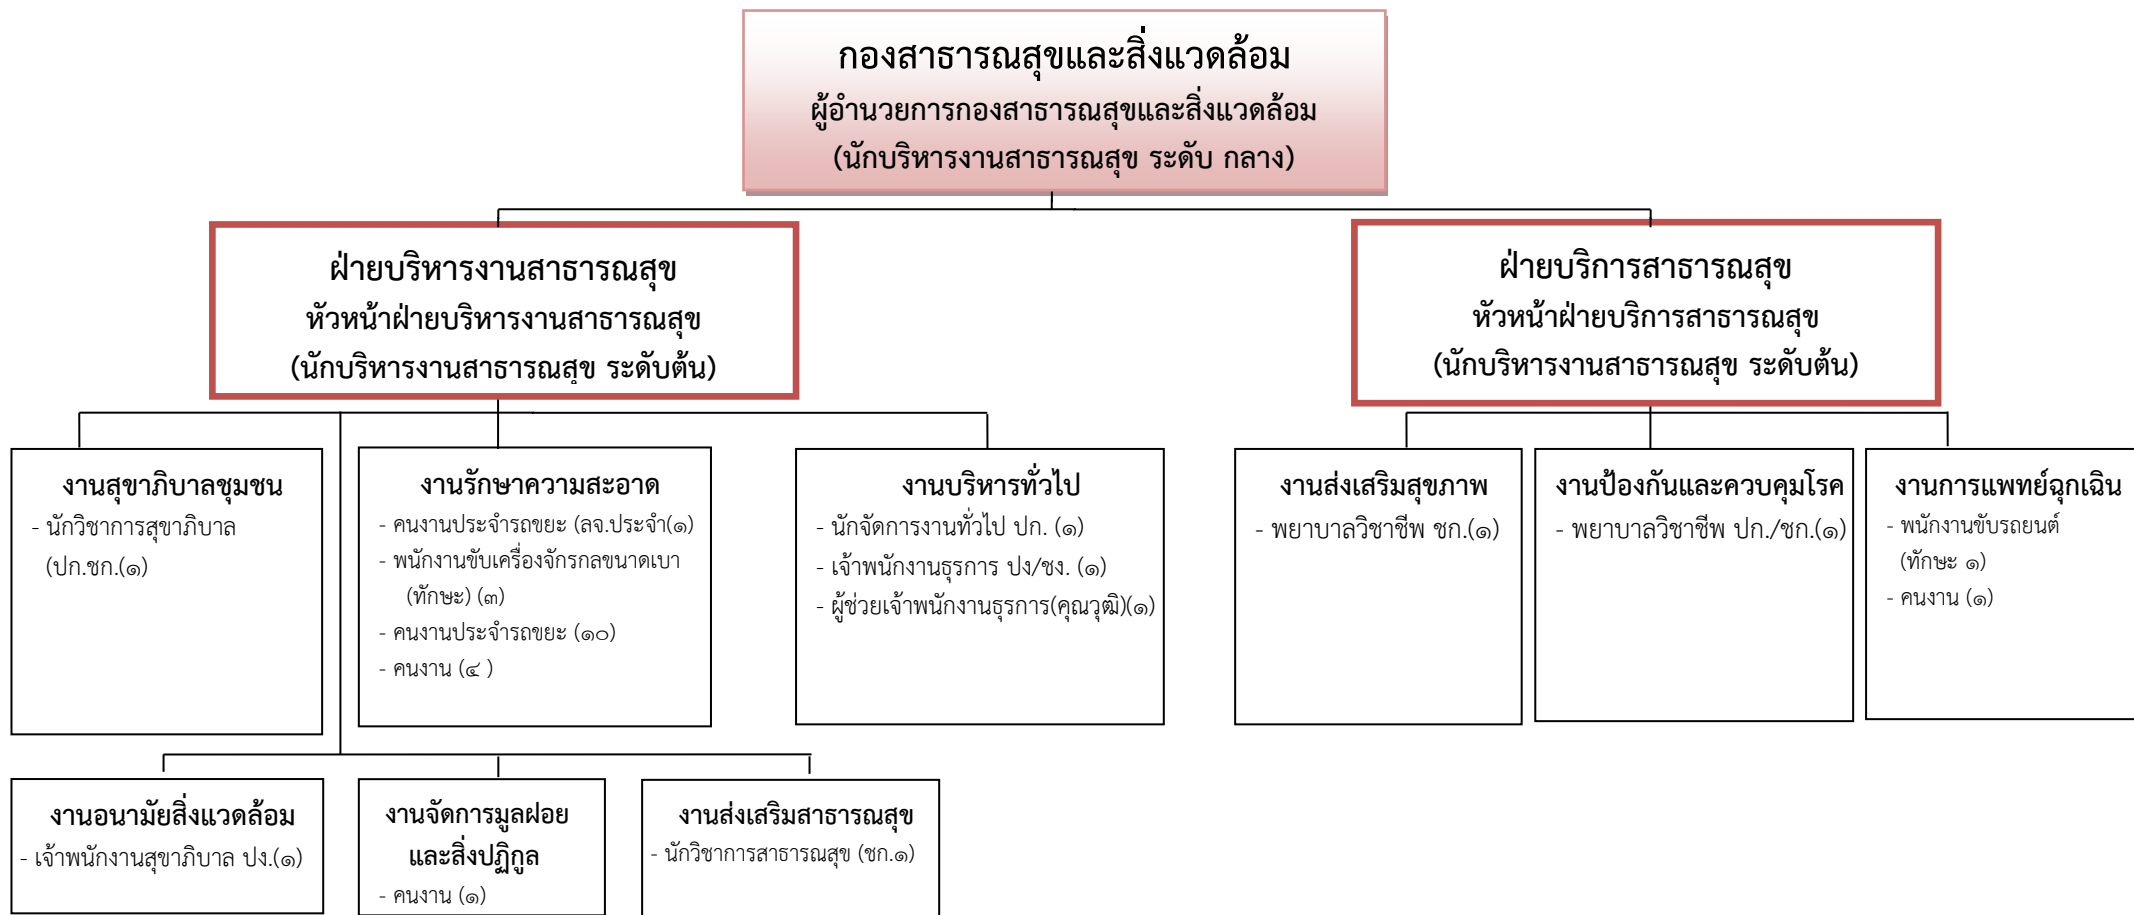 กองสาธารณสุขและสิ่งแวดล้อม
ผู้อำนวยการกองสาธารณสุขและสิ่งแวดล้อม
(นักบริหารงานสาธารณสุข ระดับ กลาง)
ฝ่ายบริหารงานสาธารณสุข
หัวหน้าฝ่ายบริหารงานสาธารณสุข
(นักบริหารงานสาธารณสุข ระดับต้น)
ฝ่ายบริการสาธารณสุข
หัวหน้าฝ่ายบริการสาธารณสุข
(นักบริหารงานสาธารณสุข ระดับต้น)
งานสุขาภิบาลชุมชน
- นักวิชาการสุขาภิบาล
(ปก.ชก.(๑)
งานรักษาความสะอาด
- คนงานประจำรถขยะ (ลจ.ประจำ(๑)
- พนักงานขับเครื่องจักรกลขนาดเบา
(ทักษะ) (๓)
- คนงานประจำรถขยะ (๑๐)
- คนงาน (๔ )
งานบริหารทั่วไป
- นักจัดการงานทั่วไป ปก. (๑)
- เจ้าพนักงานธุรการ ปง/ชง. (๑)
- ผู้ช่วยเจ้าพนักงานธุรการ(คุณวุฒิ)(๑)
งานส่งเสริมสุขภาพ
- พยาบาลวิชาชีพ ชก.(๑)
งานป้องกันและควบคุมโรค
- พยาบาลวิชาชีพ ปก./ชก.(๑)
งานการแพทย์ฉุกเฉิน
- พนักงานขับรถยนต์
(ทักษะ ๑)
- คนงาน (๑)
งานอนามัยสิ่งแวดล้อม
- เจ้าพนักงานสุขาภิบาล ปง.(๑)
งานจัดการมูลฝอย
และสิ่งปฏิกูล
- คนงาน (๑)
งานส่งเสริมสาธารณสุข
- นักวิชาการสาธารณสุข (ชก.๑)